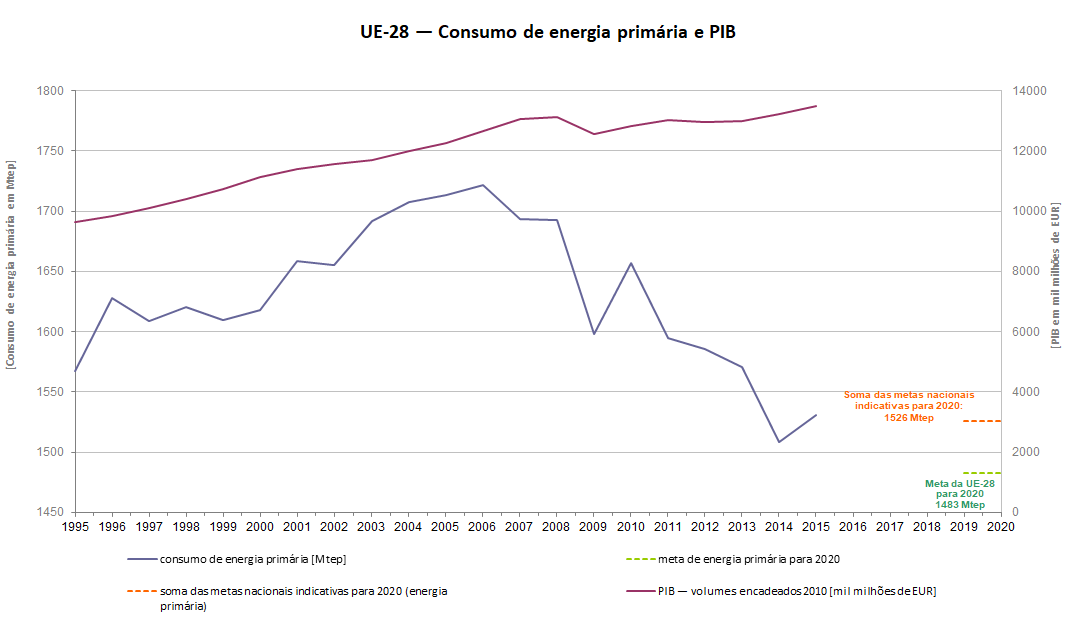 UE-28 — Consumo de energia primária e PIB
[Consumo de energia primária em Mtep]
1800
1750
1700
1650
1600
1550
1500
1450
14000
12000
10000
8000
6000
4000
2000
0
[PIB em mil milhões de EUR]
Soma das metas nacionais
indicativas para 2020:
1526 Mtep
Meta da UE-28
para 2020
1483 Mtep
1995 1996 1997 1998 1999 2000 2001 2002 2003 2004 2005 2006 2007 2008 2009 2010 2011 2012 2013 2014 2015 2016 2017 2018 2019 2020
consumo de energia primária [Mtep]
meta de energia primária para 2020
soma das metas nacionais indicativas para 2020 (energia
primária)
PIB — volumes encadeados 2010 [mil milhões de EUR]